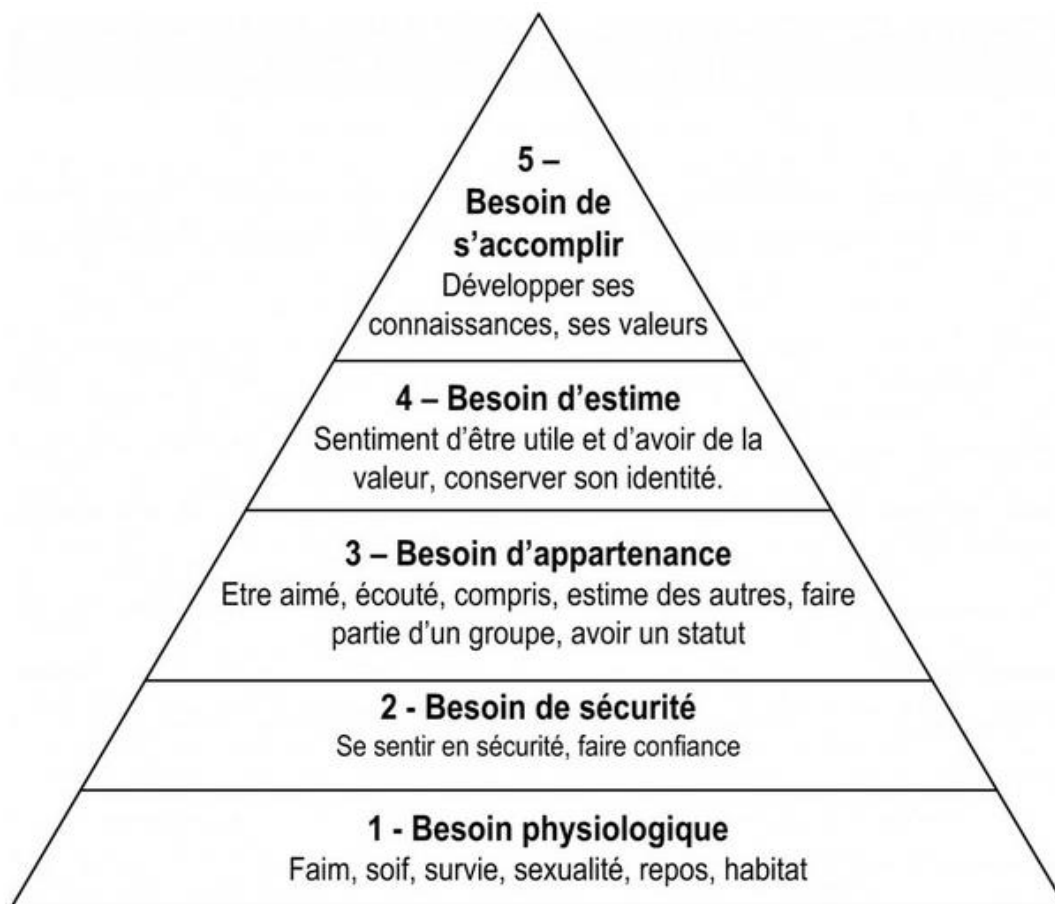 5 –
Besoin de
s’accomplir
Développer ses
connaissances, ses valeurs
4 – Besoin d’estime
Sentiment d’être utile et d’avoir de la
valeur, conserver son identité.
3 – Besoin d’appartenance
Etre aimé, écouté, compris, estime des autres, faire
partie d’un groupe, avoir un statut
2 - Besoin de sécurité
Se sentir en sécurité, faire confiance
1 - Besoin physiologique
Faim, soif, survie, sexualité, repos, habitat